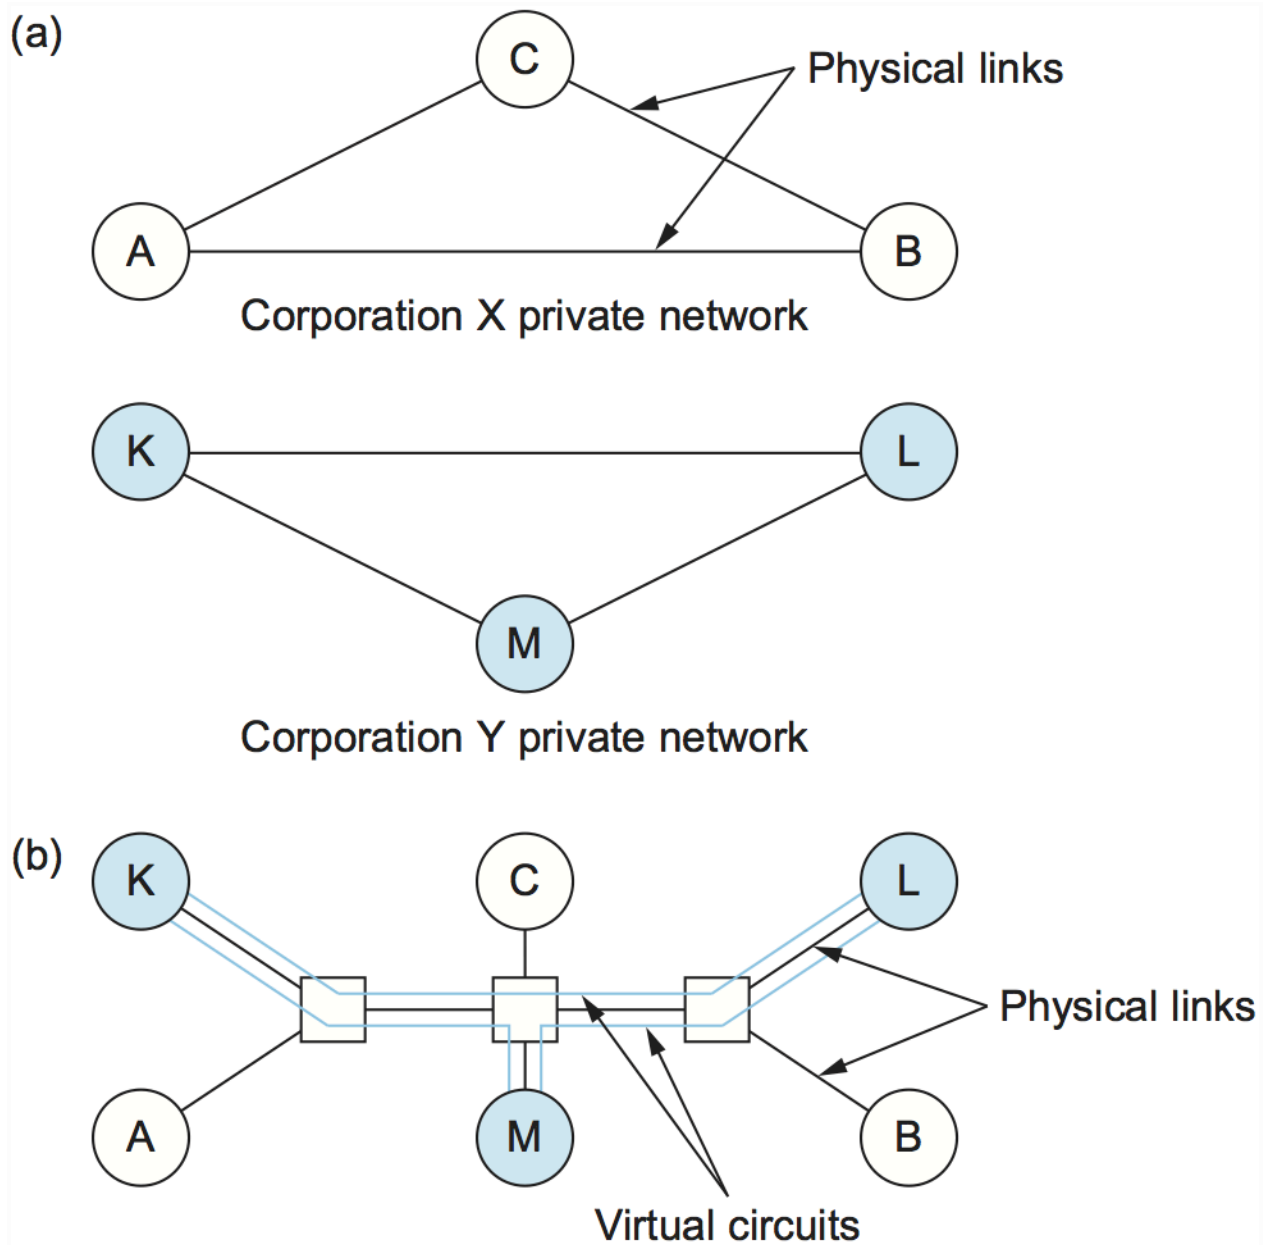 (a)
C
Physical links
A
B
Corporation X private network
K
L
M
Corporation Y private network
(b)
K
C
L
Physical links
A
M
B
Virtual circuits